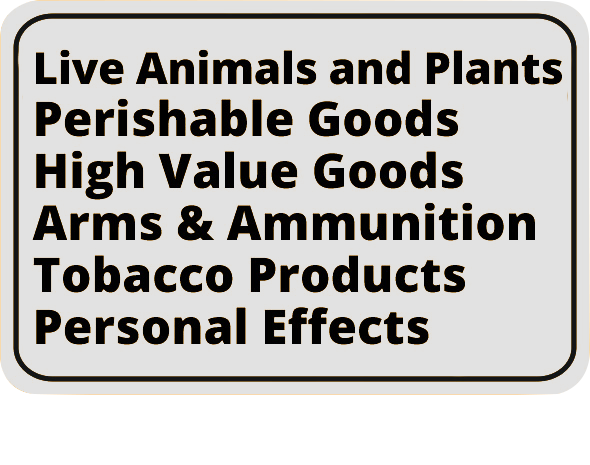 Live Animals and Plants
Perishable Goods
High Value Goods
Arms & Ammunition
Tobacco Products
Personal Effects